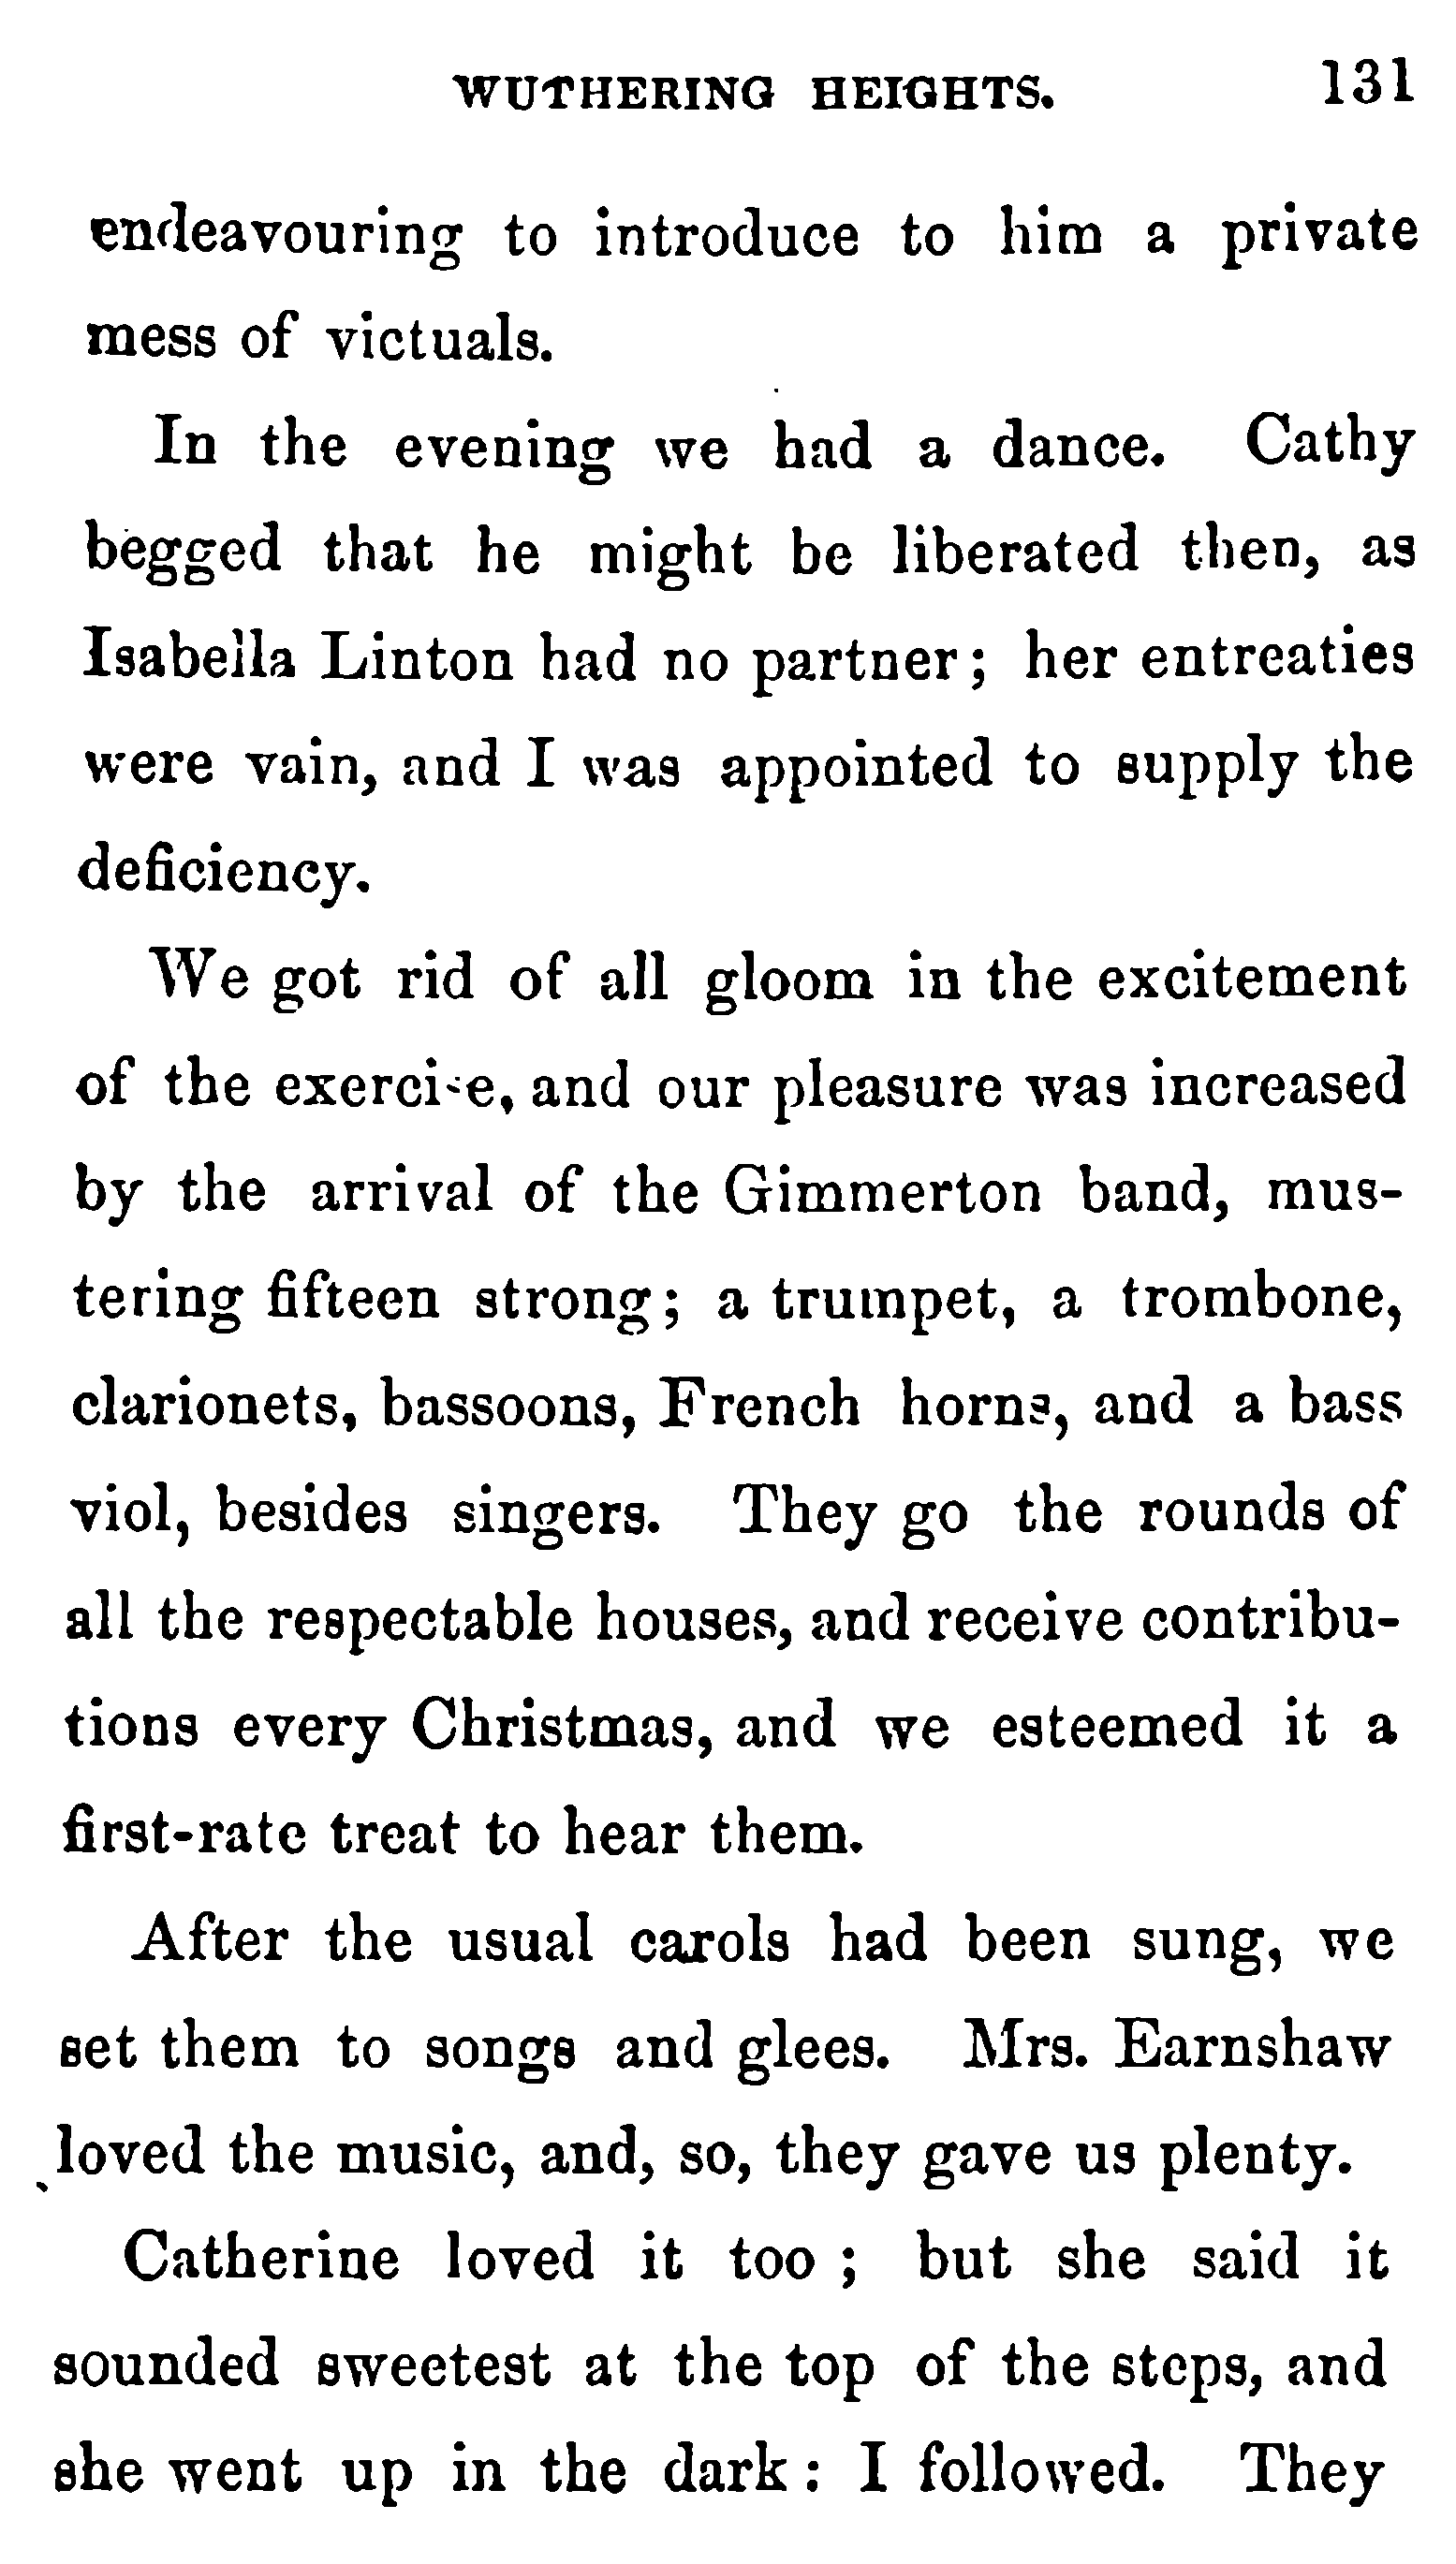 WUTHERING HEIGHTS. 131
endeavouring to introduce to him a private
mess of victuals.
In the evening we had a dance. Cathy
begged that he might be liberated then, as
Isabella Linton had no partner; her entreaties
were vain, and I was appointed to supply the
deficiency.
We got rid of all gloom in the excitement
of the exercise, and our pleasure was increased
by the arrival of the Gimmerton band, mus-
tering fifteen strong; a trumpet, a trombone,
clarionets, bassoons, French horns, and a bass
viol, besides singers. They go the rounds of
all the respectable houses, and receive contribu-
tions every Christmas, and we esteemed it a
first-rate treat to hear them.
After the usual carols had been sung, we
set them to songs and glees. Mrs. Earnshaw
loved the music, and, so, they gave us plenty.
Catherine loved it too ; but she said it
sounded sweetest at the top of the steps, and
she went up in the dark : I followed. They